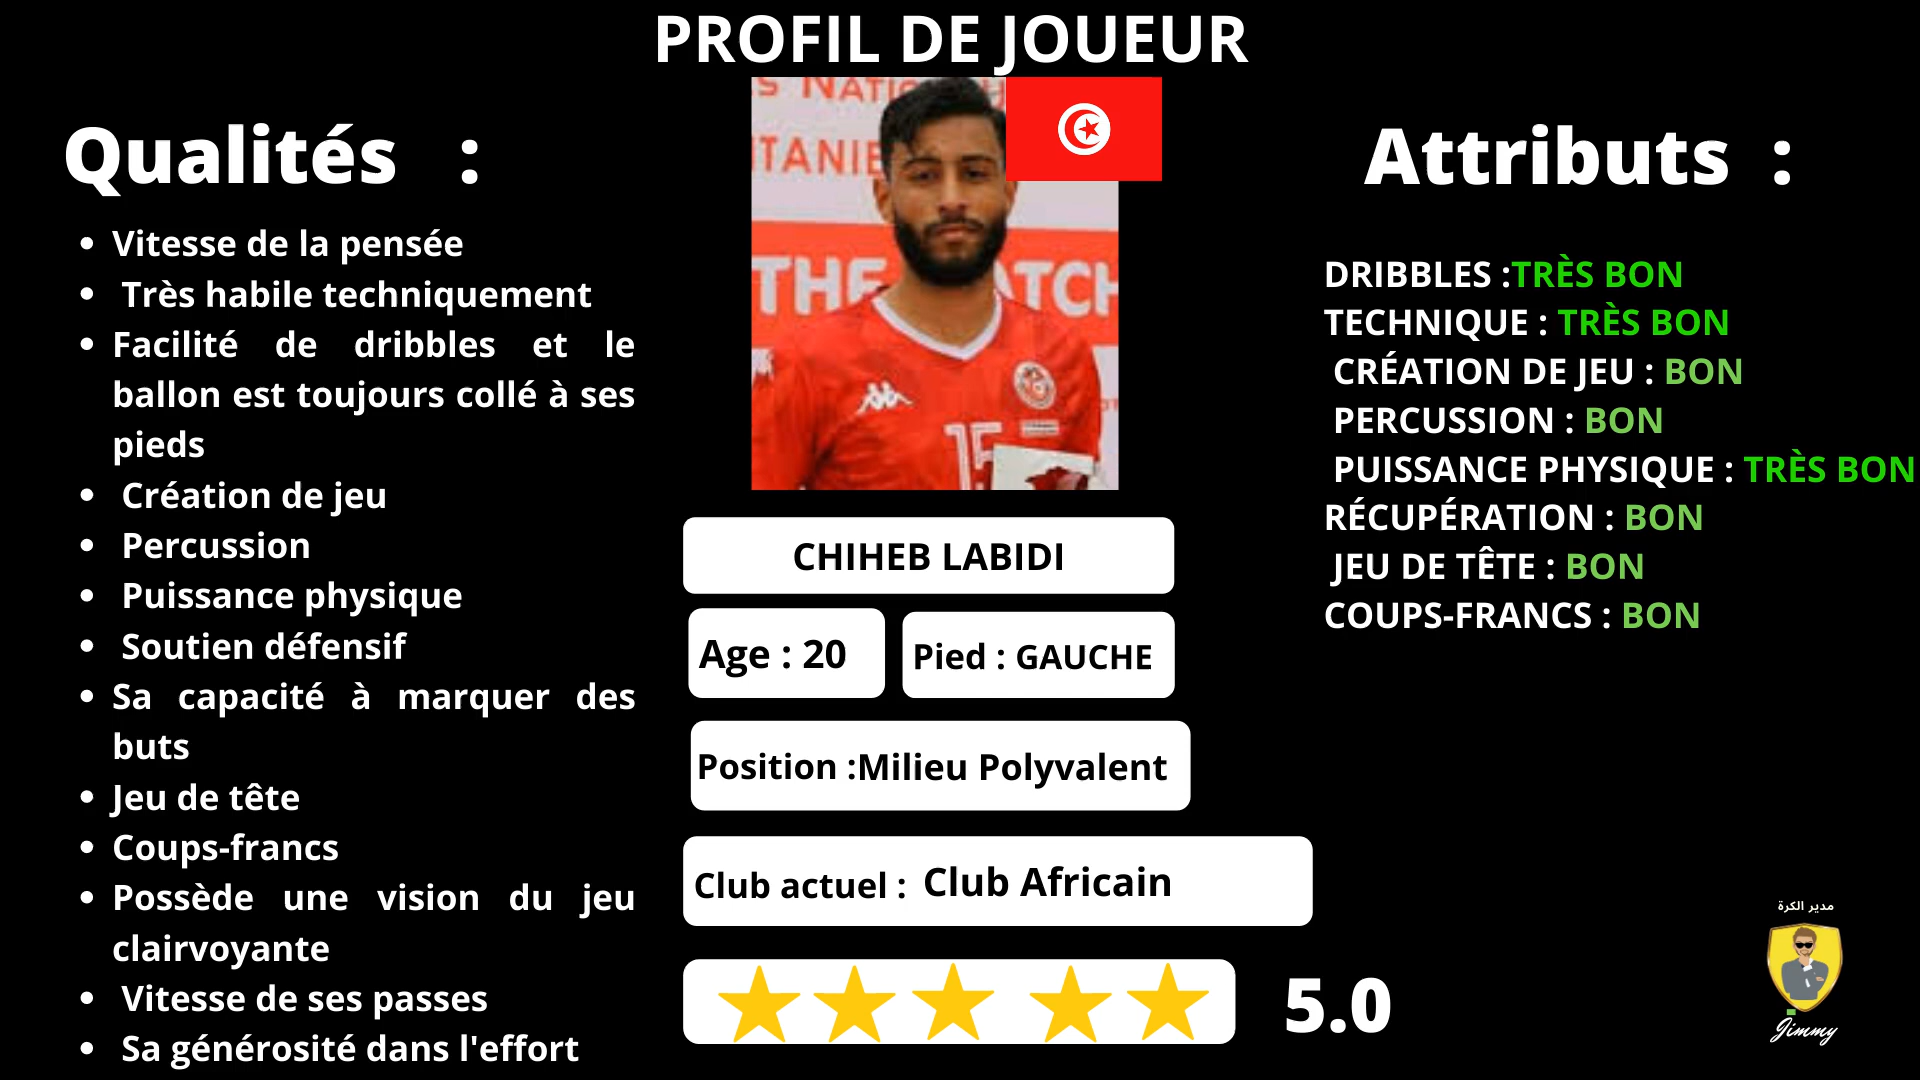 PROFIL DE JOUEUR
Qualités :
Vitesse de la pensée
Très habile techniquement
Facilité de dribbles et le
ballon est toujours collé à ses
pieds
Création de jeu
Percussion
Puissance physique
Soutien défensif
Sa capacité à marquer des
buts
Jeu de tête
Coups-francs
Possède une vision du jeu
clairvoyante
Vitesse de ses passes
Sa générosité dans l'effort
THE
15
CHIHEB LABIDI
Age : 20
Pied : GAUCHE
Position :Milieu Polyvalent
Club actuel : Club Africain
5.0
Attributs :
DRIBBLES :TRÈS BON
TECHNIQUE : TRÈS BON
CRÉATION DE JEU : BON
PERCUSSION : BON
PUISSANCE PHYSIQUE : TRÈS BON
RÉCUPÉRATION : BON
JEU DE TÊTE : BON
COUPS-FRANCS : BON
مدير الكرة
Jimmy